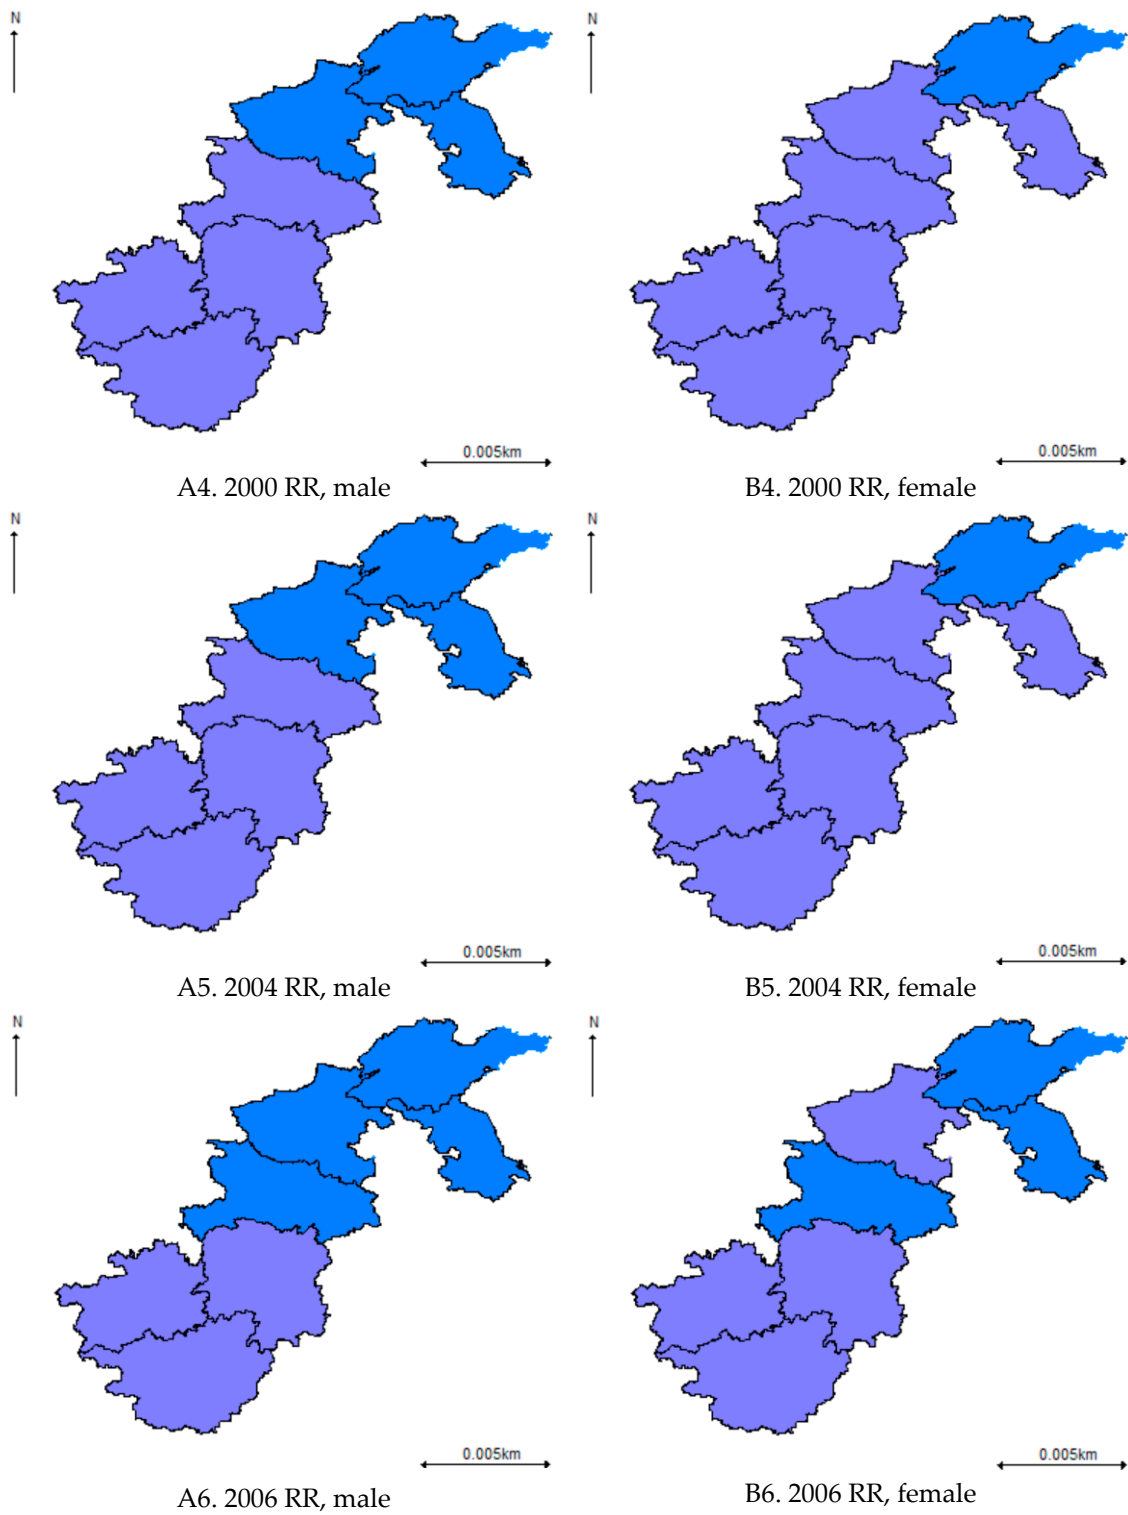 N
N
0.005km
0.005km
A4. 2000 RR, male
B4. 2000 RR, female
N
N
0.005km
0.005km
A5. 2004 RR, male
B5. 2004 RR, female
N
N
0.005km
0.005km
A6. 2006 RR, male
B6. 2006 RR, female